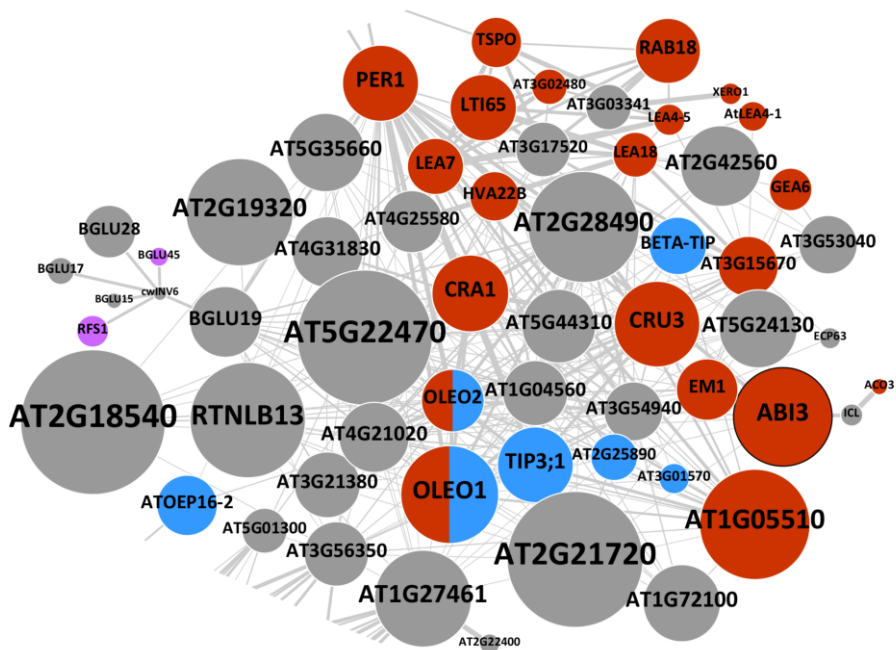 TSPO
RAB18
PER1
AT3G02480
XERO1
LTI65
AT3G03341
AtLEA4-1
LEA4-5
AT5G35660
AT3G17520
LEA18
AT2G42560
LEA7
GEA6
HVA22B
AT2G19320
AT4G25580
AT2G28490
BGLU28
BETA-TIP
AT3G53040
AT4G31830
BGLU45
AT3G15670
BGLU17
CRA1
cwINV6
BGLU15
BGLU19
AT5G44310
CRU3
AT5G24130
RFS1
AT5G22470
ECP63
EM1
ACO3
OLEO2
AT1G04560
AT2G18540
RTNLB13
AT3G54940
ABI3
ICL
AT4G21020
AT2G25890
TIP3;1
AT3G01570
AT3G21380
OLEO1
ATOEP16-2
AT1G05510
AT5G01300
AT3G56350
AT2G21720
AT1G27461
AT1G72100
AT2G22400